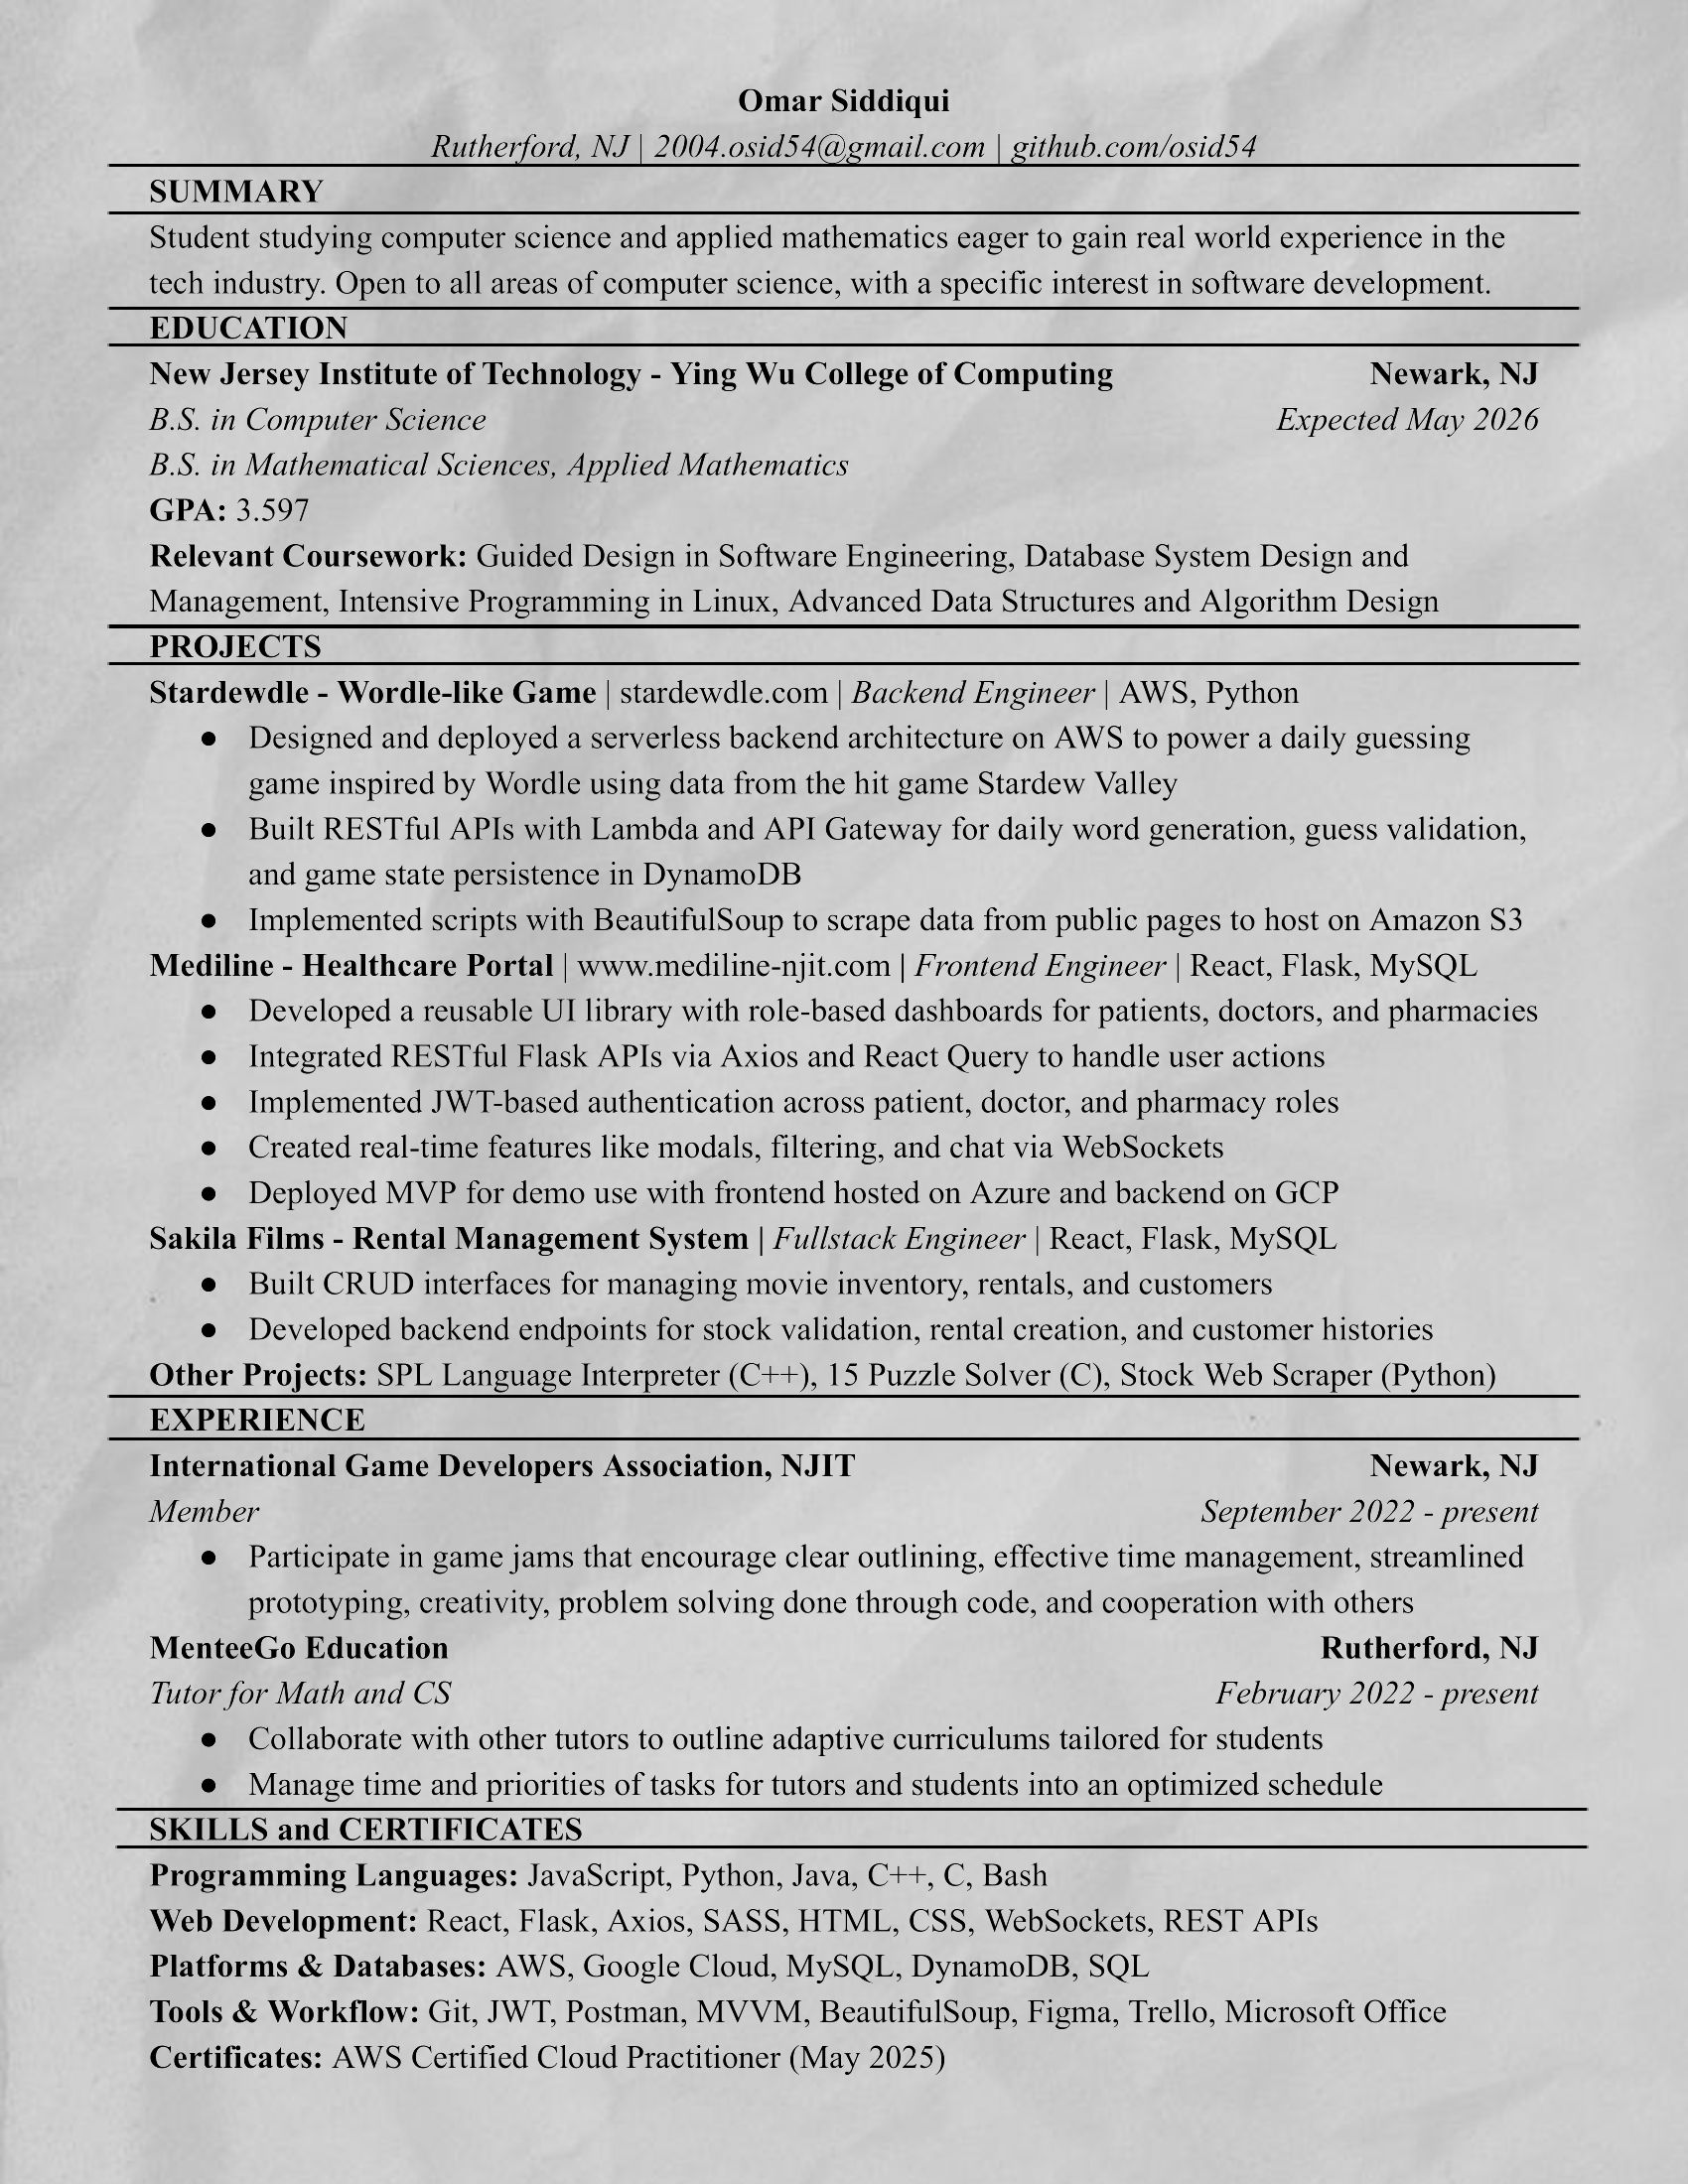 Omar Siddiqui
Rutherford, NJ | 2004.osid54@gmail.com | github.com/osid54
SUMMARY
Student studying computer science and applied mathematics eager to gain real world experience in the
tech industry. Open to all areas of computer science, with a specific interest in software development.
EDUCATION
New Jersey Institute of Technology - Ying Wu College of Computing Newark, NJ
B.S. in Computer Science Expected May 2026
B.S. in Mathematical Sciences, Applied Mathematics
GPA: 3.597
Relevant Coursework: Guided Design in Software Engineering, Database System Design and
Management, Intensive Programming in Linux, Advanced Data Structures and Algorithm Design
PROJECTS
Stardewdle - Wordle-like Game | stardewdle.com | Backend Engineer | AWS, Python
● Designed and deployed a serverless backend architecture on AWS to power a daily guessing
game inspired by Wordle using data from the hit game Stardew Valley
● Built RESTful APIs with Lambda and API Gateway for daily word generation, guess validation,
and game state persistence in DynamoDB
● Implemented scripts with BeautifulSoup to scrape data from public pages to host on Amazon S3
Mediline - Healthcare Portal | www.mediline-njit.com | Frontend Engineer | React, Flask, MySQL
● Developed a reusable UI library with role-based dashboards for patients, doctors, and pharmacies
● Integrated RESTful Flask APIs via Axios and React Query to handle user actions
● Implemented JWT-based authentication across patient, doctor, and pharmacy roles
● Created real-time features like modals, filtering, and chat via WebSockets
● Deployed MVP for demo use with frontend hosted on Azure and backend on GCP
Sakila Films - Rental Management System | Fullstack Engineer | React, Flask, MySQL
● Built CRUD interfaces for managing movie inventory, rentals, and customers
● Developed backend endpoints for stock validation, rental creation, and customer histories
Other Projects: SPL Language Interpreter (C++), 15 Puzzle Solver (C), Stock Web Scraper (Python)
EXPERIENCE
International Game Developers Association, NJIT Newark, NJ
Member September 2022 - present
● Participate in game jams that encourage clear outlining, effective time management, streamlined
prototyping, creativity, problem solving done through code, and cooperation with others
MenteeGo Education Rutherford, NJ
Tutor for Math and CS February 2022 - present
● Collaborate with other tutors to outline adaptive curriculums tailored for students
● Manage time and priorities of tasks for tutors and students into an optimized schedule
SKILLS and CERTIFICATES
Programming Languages: JavaScript, Python, Java, C++, C, Bash
Web Development: React, Flask, Axios, SASS, HTML, CSS, WebSockets, REST APIs
Platforms & Databases: AWS, Google Cloud, MySQL, DynamoDB, SQL
Tools & Workflow: Git, JWT, Postman, MVVM, BeautifulSoup, Figma, Trello, Microsoft Office
Certificates: AWS Certified Cloud Practitioner (May 2025)